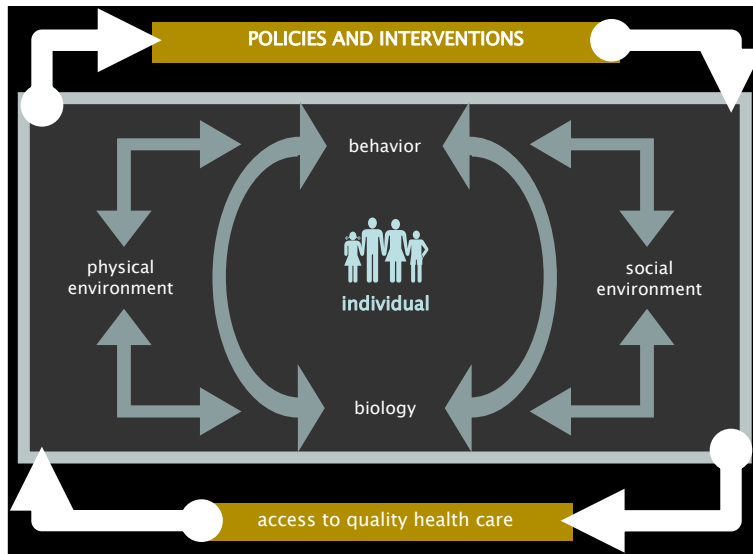 POLICIES AND INTERVENTIONS
behavior
physical
environment
social
environment
individual
biology
access to quality health care